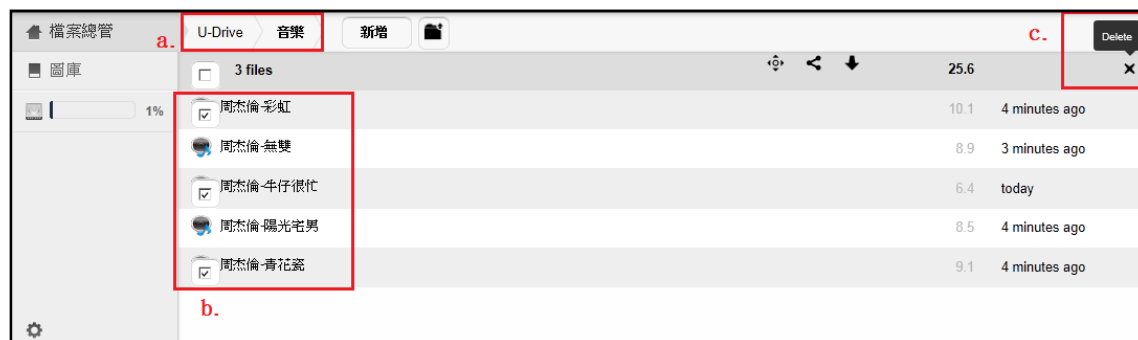 檔案總管
a. U-Drive 音樂 新增 c. Delete
圖庫
3 files 25.6
1%
周杰倫-彩虹 10.1 4 minutes ago
周杰倫-無雙 8.9 3 minutes ago
周杰倫-牛仔很忙 6.4 today
周杰倫-陽光宅男 8.5 4 minutes ago
周杰倫-青花瓷 9.1 4 minutes ago
b.